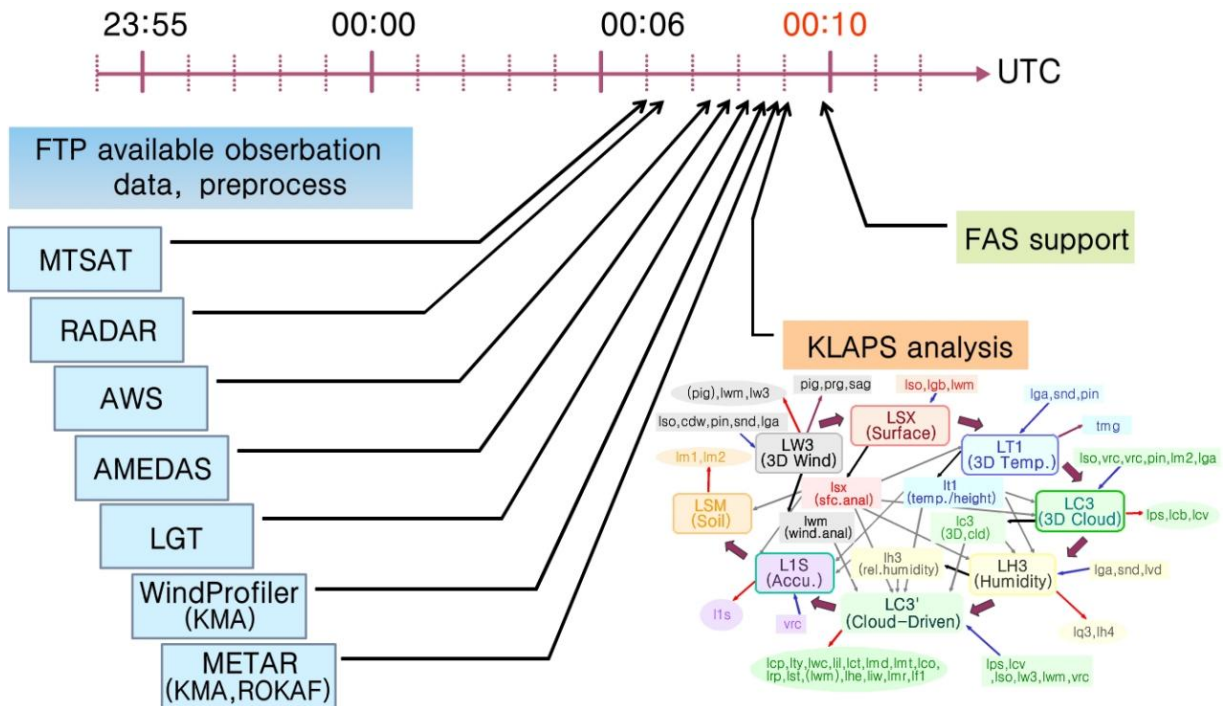 23:55
00:00
00:06
00:10
UTC
FTP available obserbation
data, preprocess
MTSAT
RADAR
AWS
AMEDAS
LGT
WindProfiler
(KMA)
METAR
(KMA,ROKAF)
FAS support
KLAPS analysis
(pig),lwm,lw3
pig,prg,sag
lso,lgb,lwm
lga,snd,pin
lso,cdw,pin,snd,lga
LSX
(Surface)
tmg
LW3
(3D Wind)
LT1
(3D Temp.)
lm1,lm2
lso,vrc,vrc,pin,lm2,lga
LSM
(Soil)
lsx
(sfc.anal)
lt1
(temp./height)
LC3
(3D Cloud)
lps,lcb,lcv
lwm
(wind.anal)
lc3
(3D,cld)
L1S
(Accu.)
lh3
(rel.humidity)
LH3
(Humidity)
lga,snd,lvd
l1s
vrc
LC3'
(Cloud-Driven)
lq3,lh4
lcp,lty,lwc,lil,lct,lmd,lmt,lco,
lrp,lst,(lwm),lhe,liw,lmr,lf1
lps,lcv
,lso,lw3,lwm,vrc